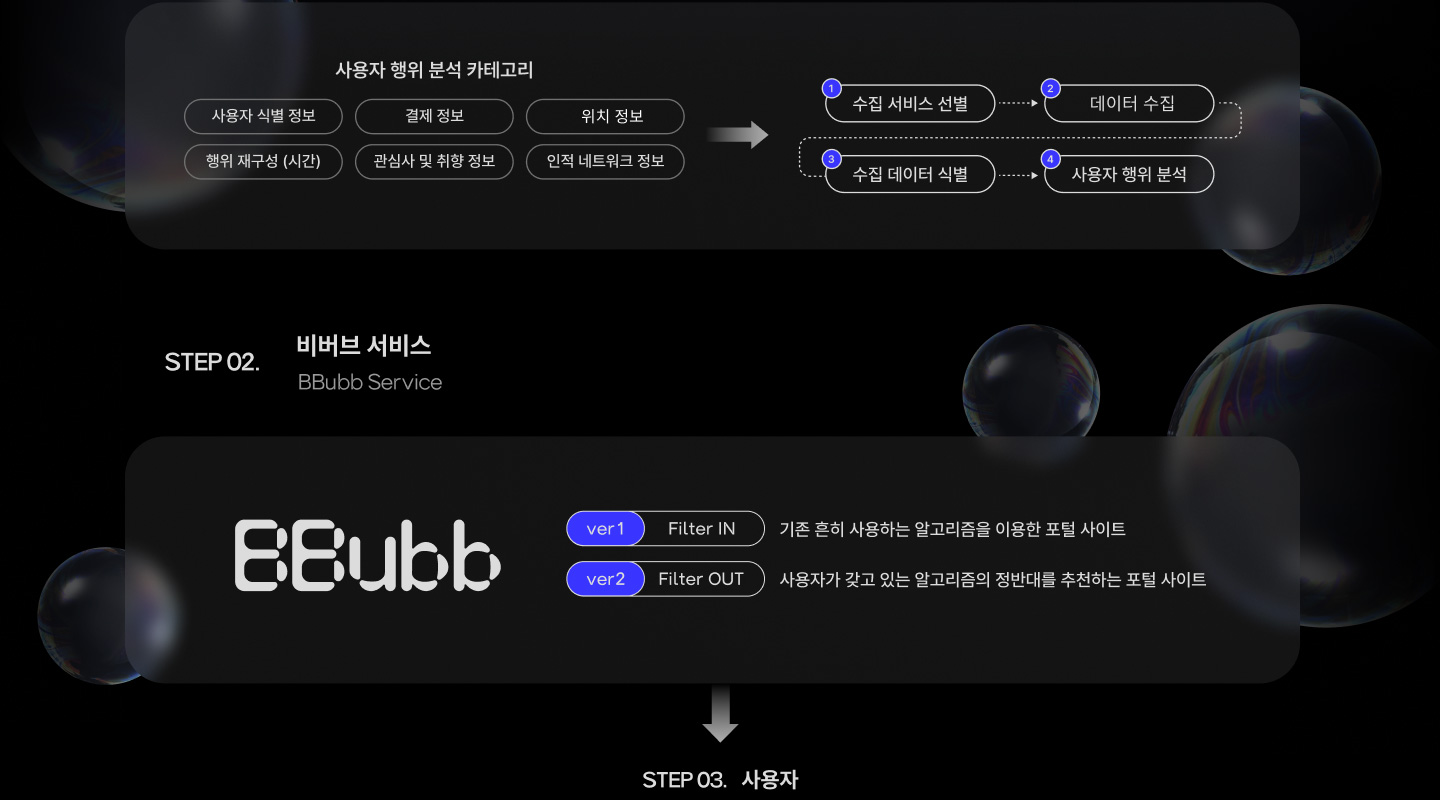 사용자 행위 분석 카테고리
사용자 식별 정보
결제 정보
위치 정보
행위 재구성 (시간)
관심사 및 취향 정보
인적 네트워크 정보
1
수집 서비스 선별
2
데이터 수집
3
수집 데이터 식별
4
사용자 행위 분석
STEP 02.
비버브 서비스
BBubb Service
BBubb
ver1
Filter IN
기존 흔히 사용하는 알고리즘을 이용한 포털 사이트
ver2
Filter OUT
사용자가 갖고 있는 알고리즘의 정반대를 추천하는 포털 사이트
STEP 03. 사용자